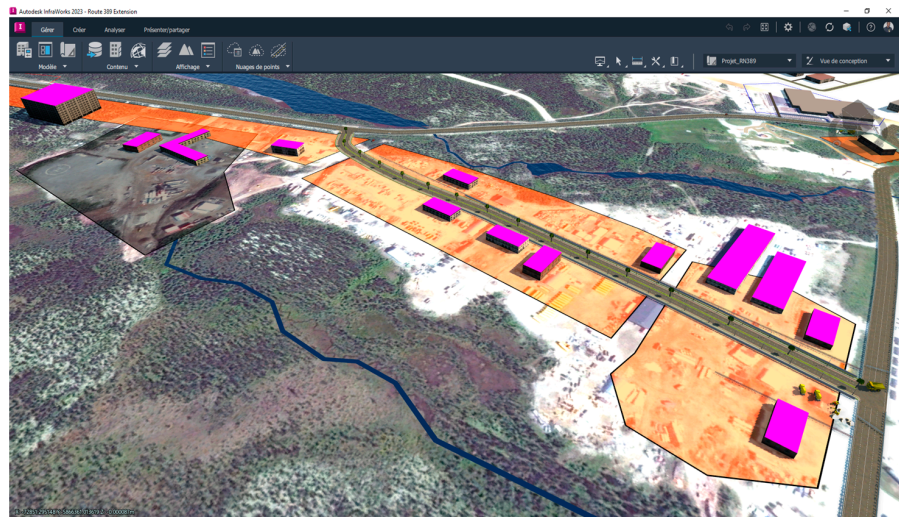 Autodesk InfraWorks 2023 - Route 389 Extension
Gérer Créer Analyser Présenter/partager
Modèle Contenu Affichage Nuages de points
Projet_RN389 Vue de conception